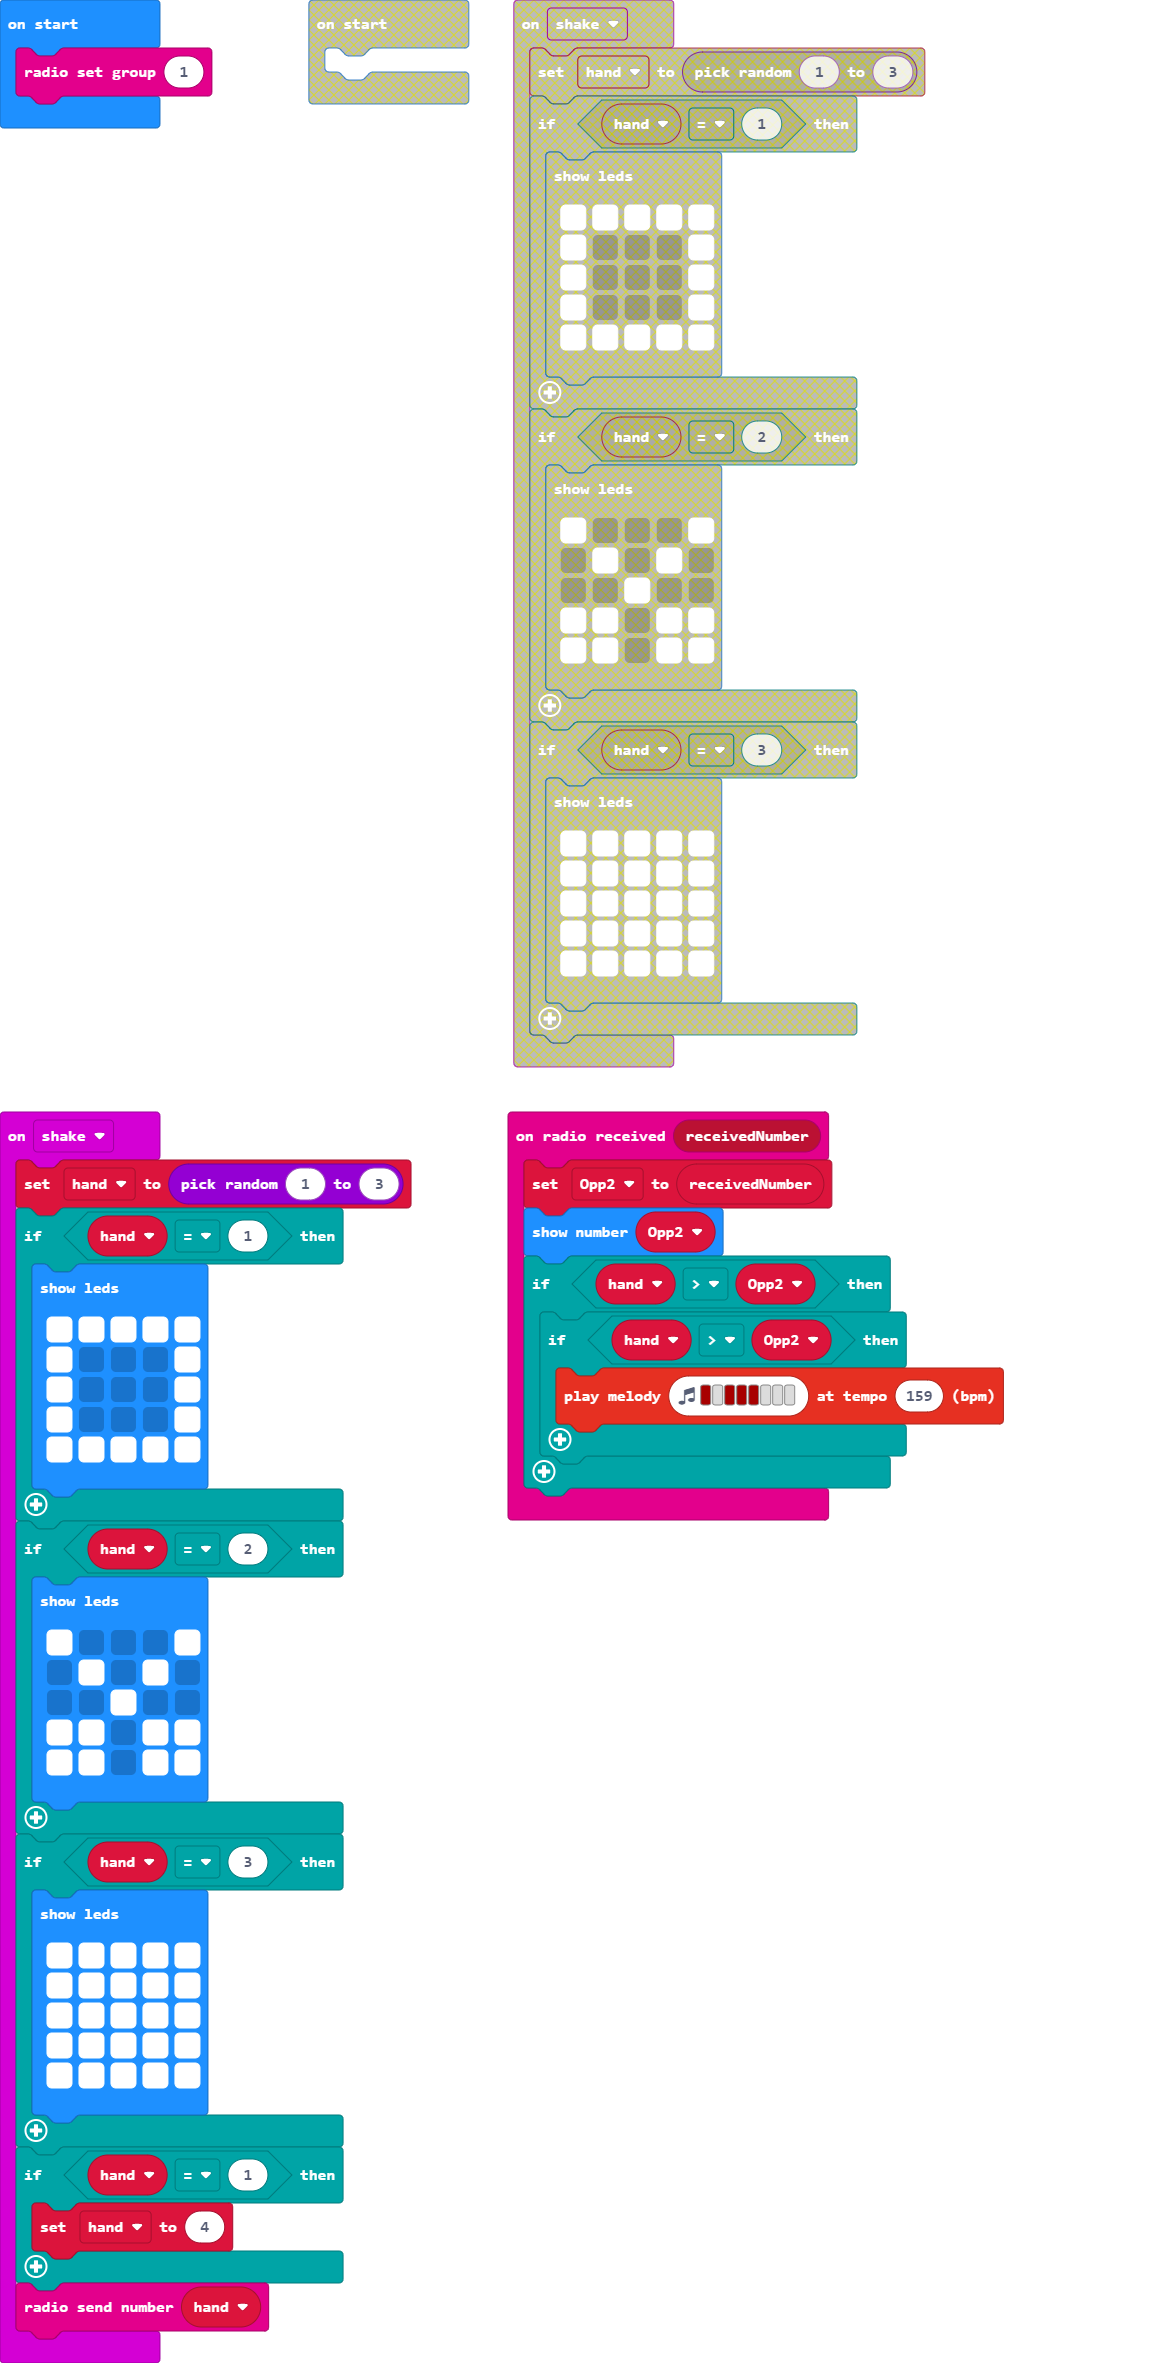 on start
radio set group 1
on start
on shake
set hand to pick random 1 to 3
if hand = 1 then
show leds
if hand = 2 then
show leds
if hand = 3 then
show leds
on shake
set hand to pick random 1 to 3
if hand = 1 then
show leds
if hand = 2 then
show leds
if hand = 3 then
show leds
if hand = 1 then
set hand to 4
radio send number hand
on radio received receivedNumber
set Opp2 to receivedNumber
show number Opp2
if hand > Opp2 then
if hand > Opp2 then
play melody at tempo 159 (bpm)